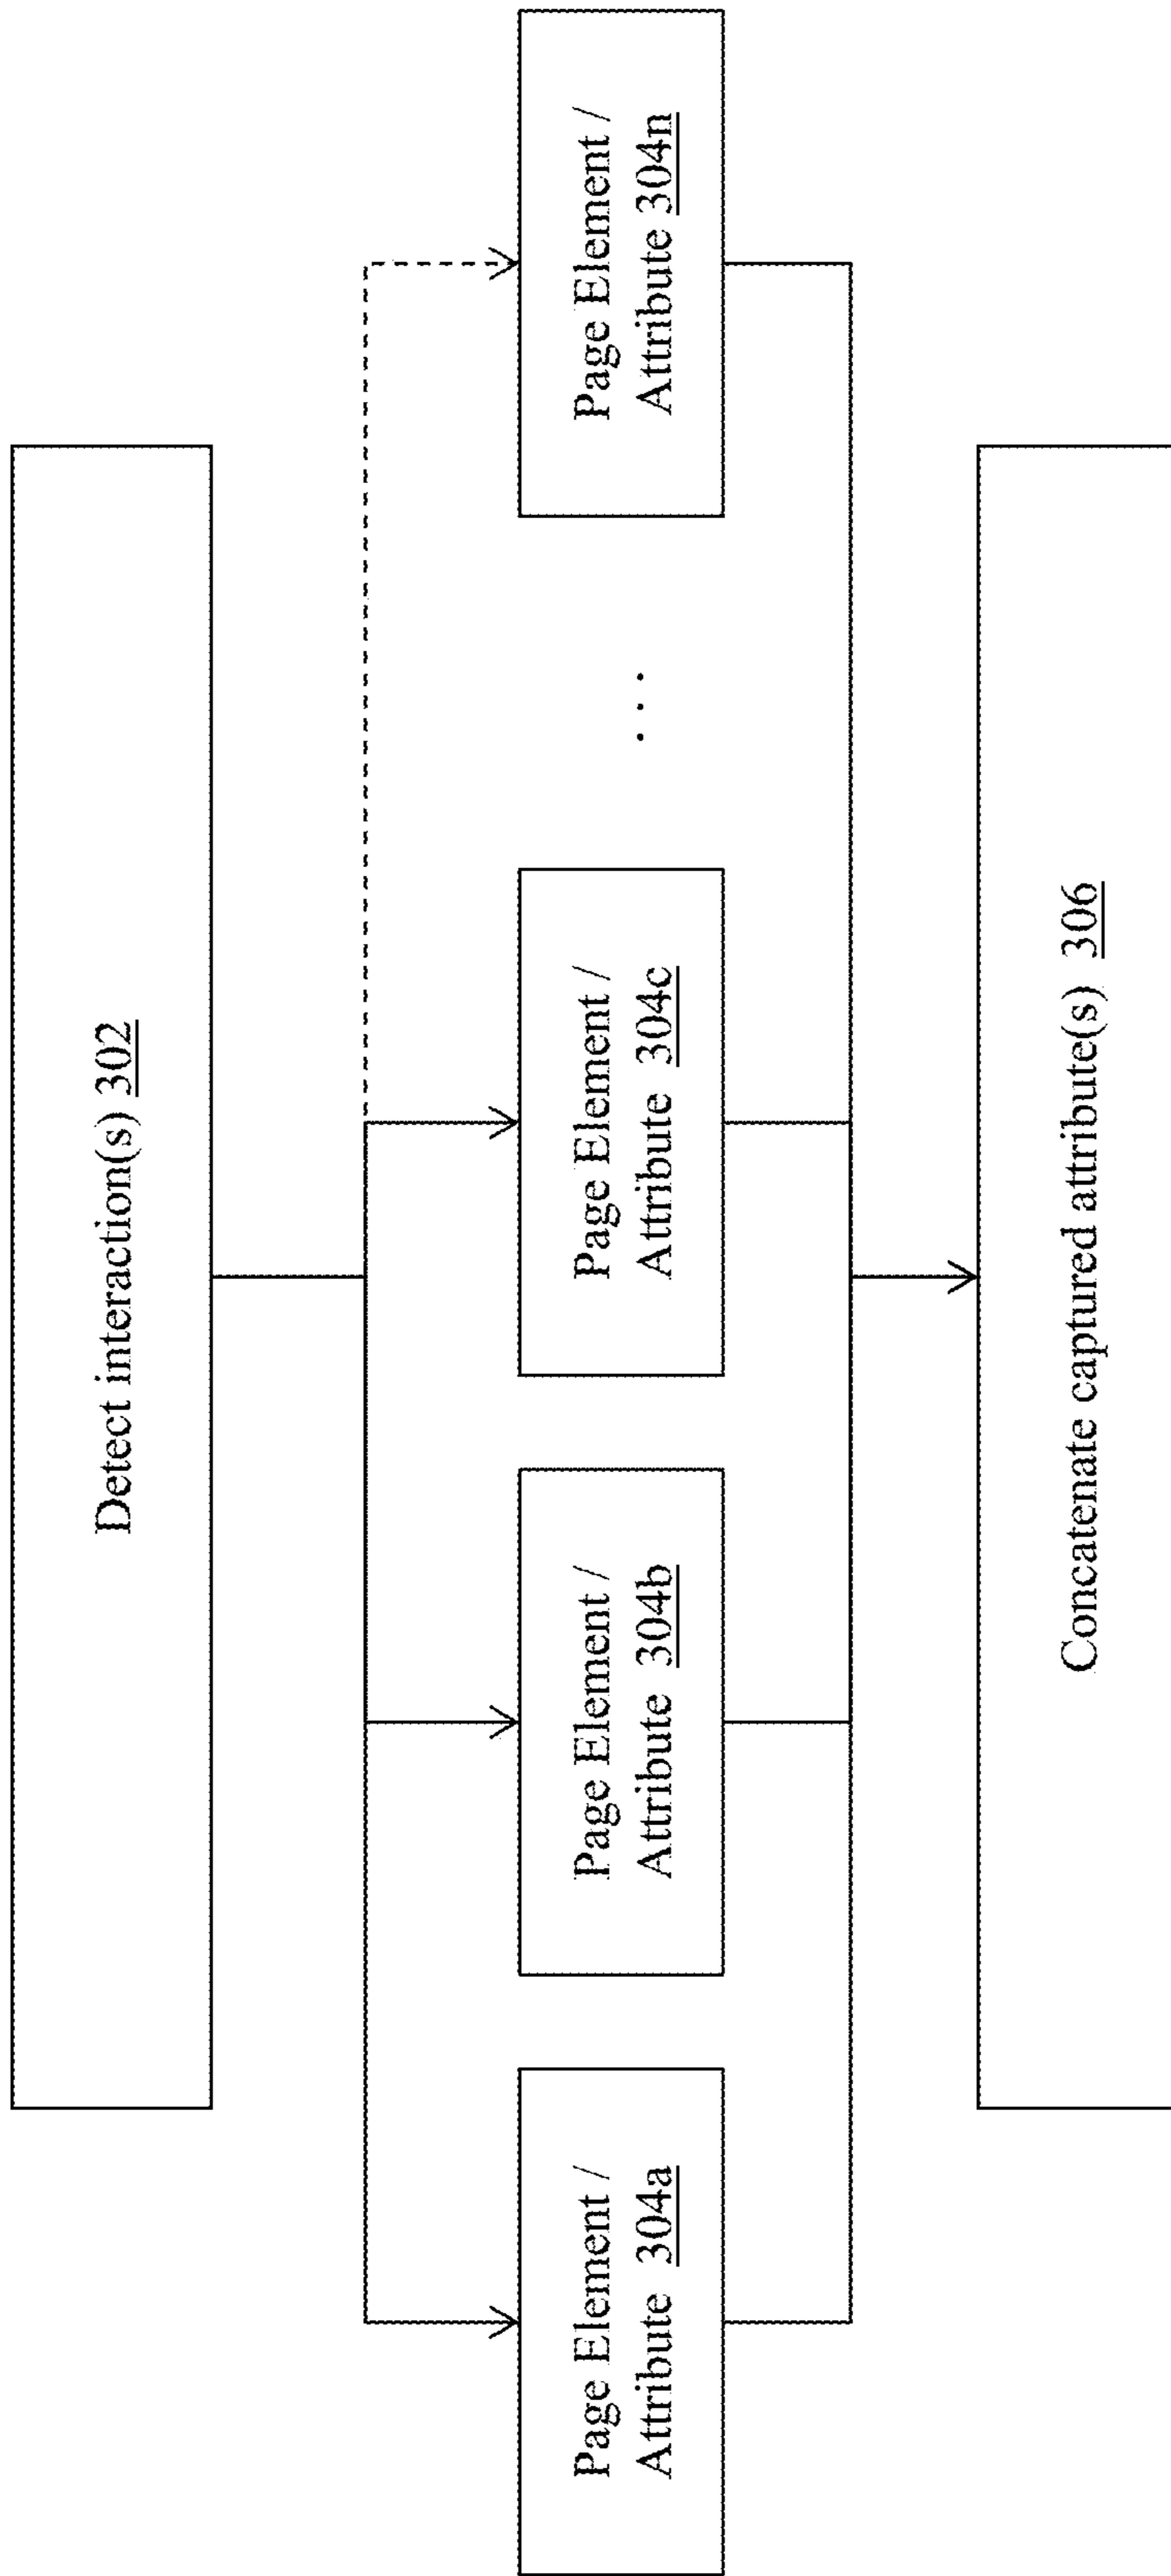 Detect interaction(s) 302
Page Element /
Attribute 304a
Page Element /
Attribute 304b
Page Element /
Attribute 304c
. . .
Page Element /
Attribute 304n
Concatenate captured attribute(s) 306